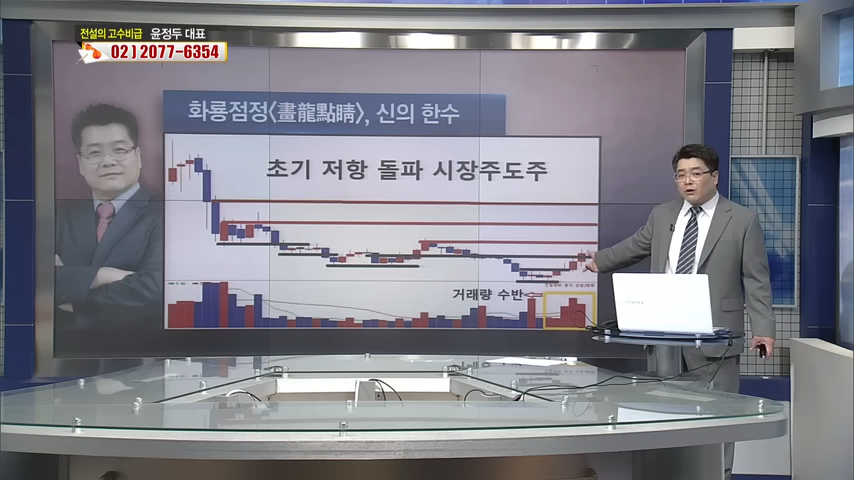 전설의 고수비급 윤정두 대표
02 ) 2077-6354
화룡점정<畫龍點睛>, 신의 한수
초기 저항 돌파 시장주도주
거래량 수반